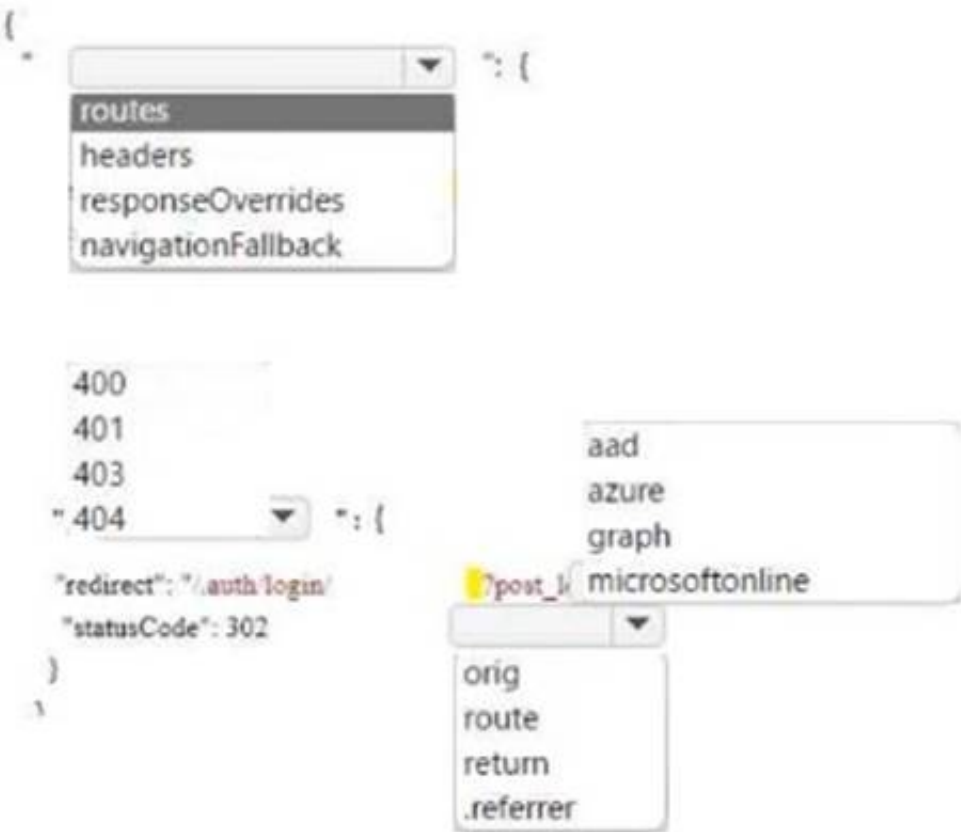 {
" ": {
routes
headers
responseOverrides
navigationFallback
400
401
403
" 404 ": {
aad
azure
graph
microsoftonline
"redirect": "/.auth/login/ ?post_l
"statusCode": 302
}
orig
route
return
.referrer